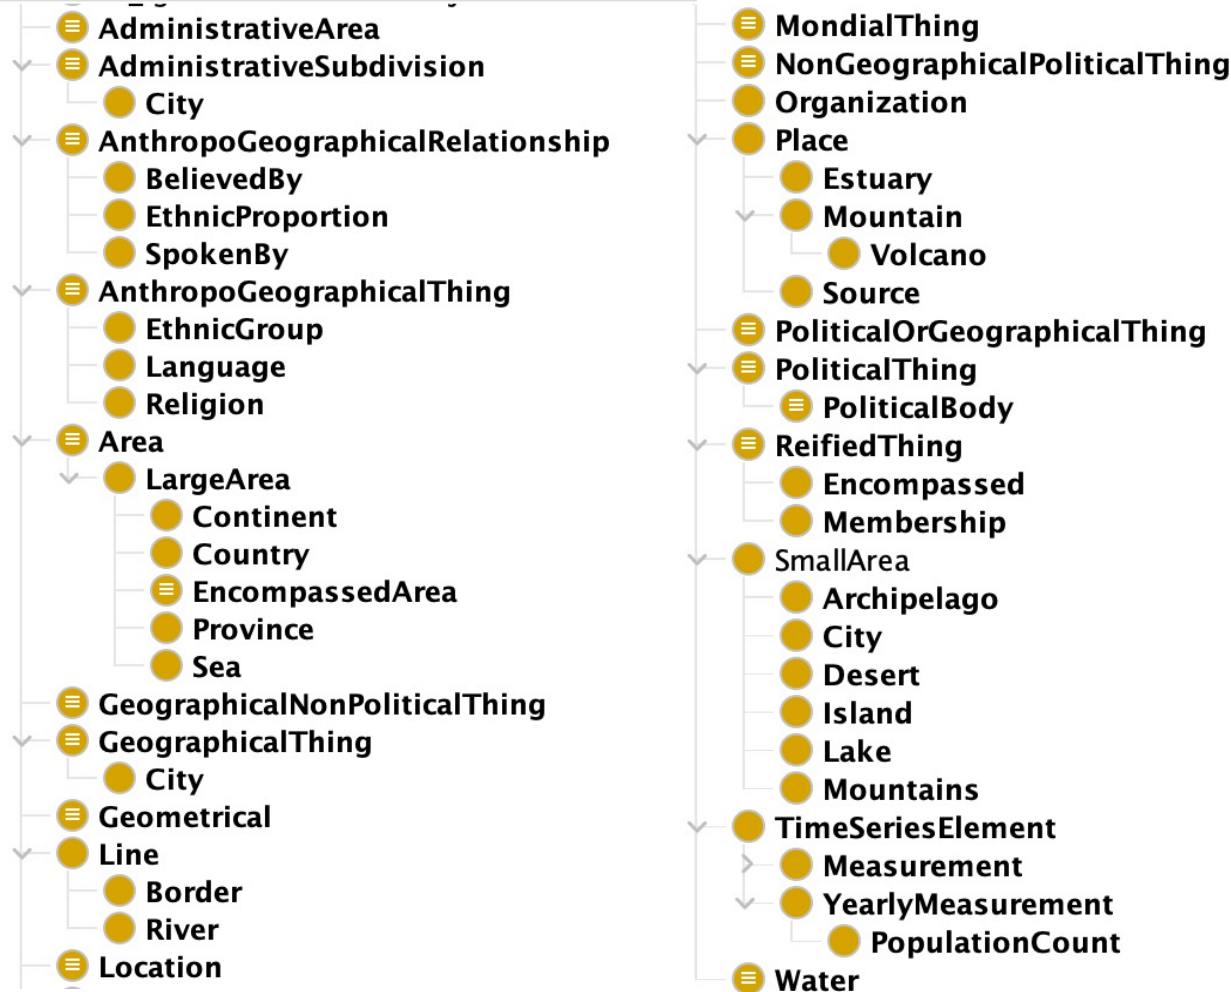 AdministrativeArea
AdministrativeSubdivision
City
AnthropoGeographicalRelationship
BelievedBy
EthnicProportion
SpokenBy
AnthropoGeographicalThing
EthnicGroup
Language
Religion
Area
LargeArea
Continent
Country
EncompassedArea
Province
Sea
GeographicalNonPoliticalThing
GeographicalThing
City
Geometrical
Line
Border
River
Location
MondialThing
NonGeographicalPoliticalThing
Organization
Place
Estuary
Mountain
Volcano
Source
PoliticalOrGeographicalThing
PoliticalThing
PoliticalBody
ReifiedThing
Encompassed
Membership
SmallArea
Archipelago
City
Desert
Island
Lake
Mountains
TimeSeriesElement
Measurement
YearlyMeasurement
PopulationCount
Water